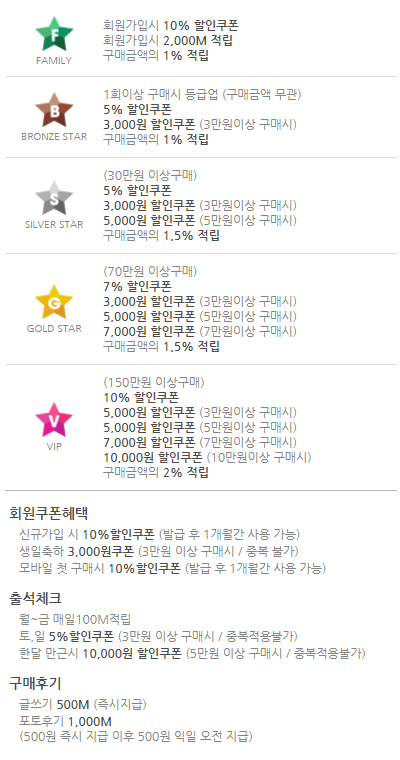 F
FAMILY
회원가입시 10% 할인쿠폰
회원가입시 2,000M 적립
구매금액의 1% 적립
B
BRONZE STAR
1회이상 구매시 등급업 (구매금액 무관)
5% 할인쿠폰
3,000원 할인쿠폰 (3만원이상 구매시)
구매금액의 1% 적립
S
SILVER STAR
(30만원 이상구매)
5% 할인쿠폰
3,000원 할인쿠폰 (3만원이상 구매시)
5,000원 할인쿠폰 (5만원이상 구매시)
구매금액의 1.5% 적립
G
GOLD STAR
(70만원 이상구매)
7% 할인쿠폰
3,000원 할인쿠폰 (3만원이상 구매시)
5,000원 할인쿠폰 (5만원이상 구매시)
7,000원 할인쿠폰 (7만원이상 구매시)
구매금액의 1.5% 적립
V
VIP
(150만원 이상구매)
10% 할인쿠폰
5,000원 할인쿠폰 (3만원이상 구매시)
5,000원 할인쿠폰 (5만원이상 구매시)
7,000원 할인쿠폰 (7만원이상 구매시)
10,000원 할인쿠폰 (10만원이상 구매시)
구매금액의 2% 적립
회원쿠폰혜택
신규가입 시 10%할인쿠폰 (발급 후 1개월간 사용 가능)
생일축하 3,000원쿠폰 (3만원 이상 구매시 / 중복 불가)
모바일 첫 구매시 10%할인쿠폰 (발급 후 1개월간 사용 가능)
출석체크
월~금 매일100M적립
토,일 5%할인쿠폰 (3만원 이상 구매시 / 중복적용불가)
한달 만근시 10,000원 할인쿠폰 (5만원 이상 구매시 / 중복적용불가)
구매후기
글쓰기 500M (즉시지급)
포토후기 1,000M
(500원 즉시 지급 이후 500원 익일 오전 지급)